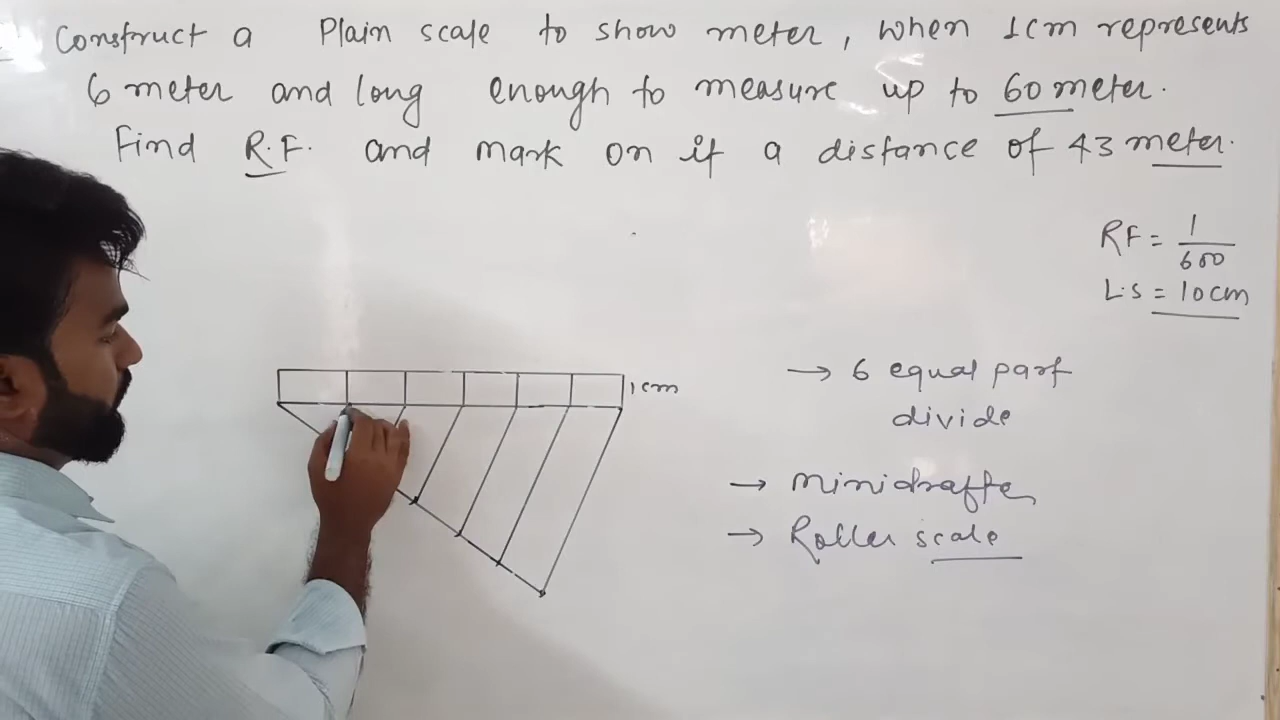 Construct a Plain scale to show meter, when 1cm represents
6 meter and long enough to measure up to 60 meter.
Find R.F. and mark on it a distance of 43 meter.
RF = 1/600
L.S = 10cm
1cm
→ 6 equal part
divide
→ minidrafter
→ Roller scale